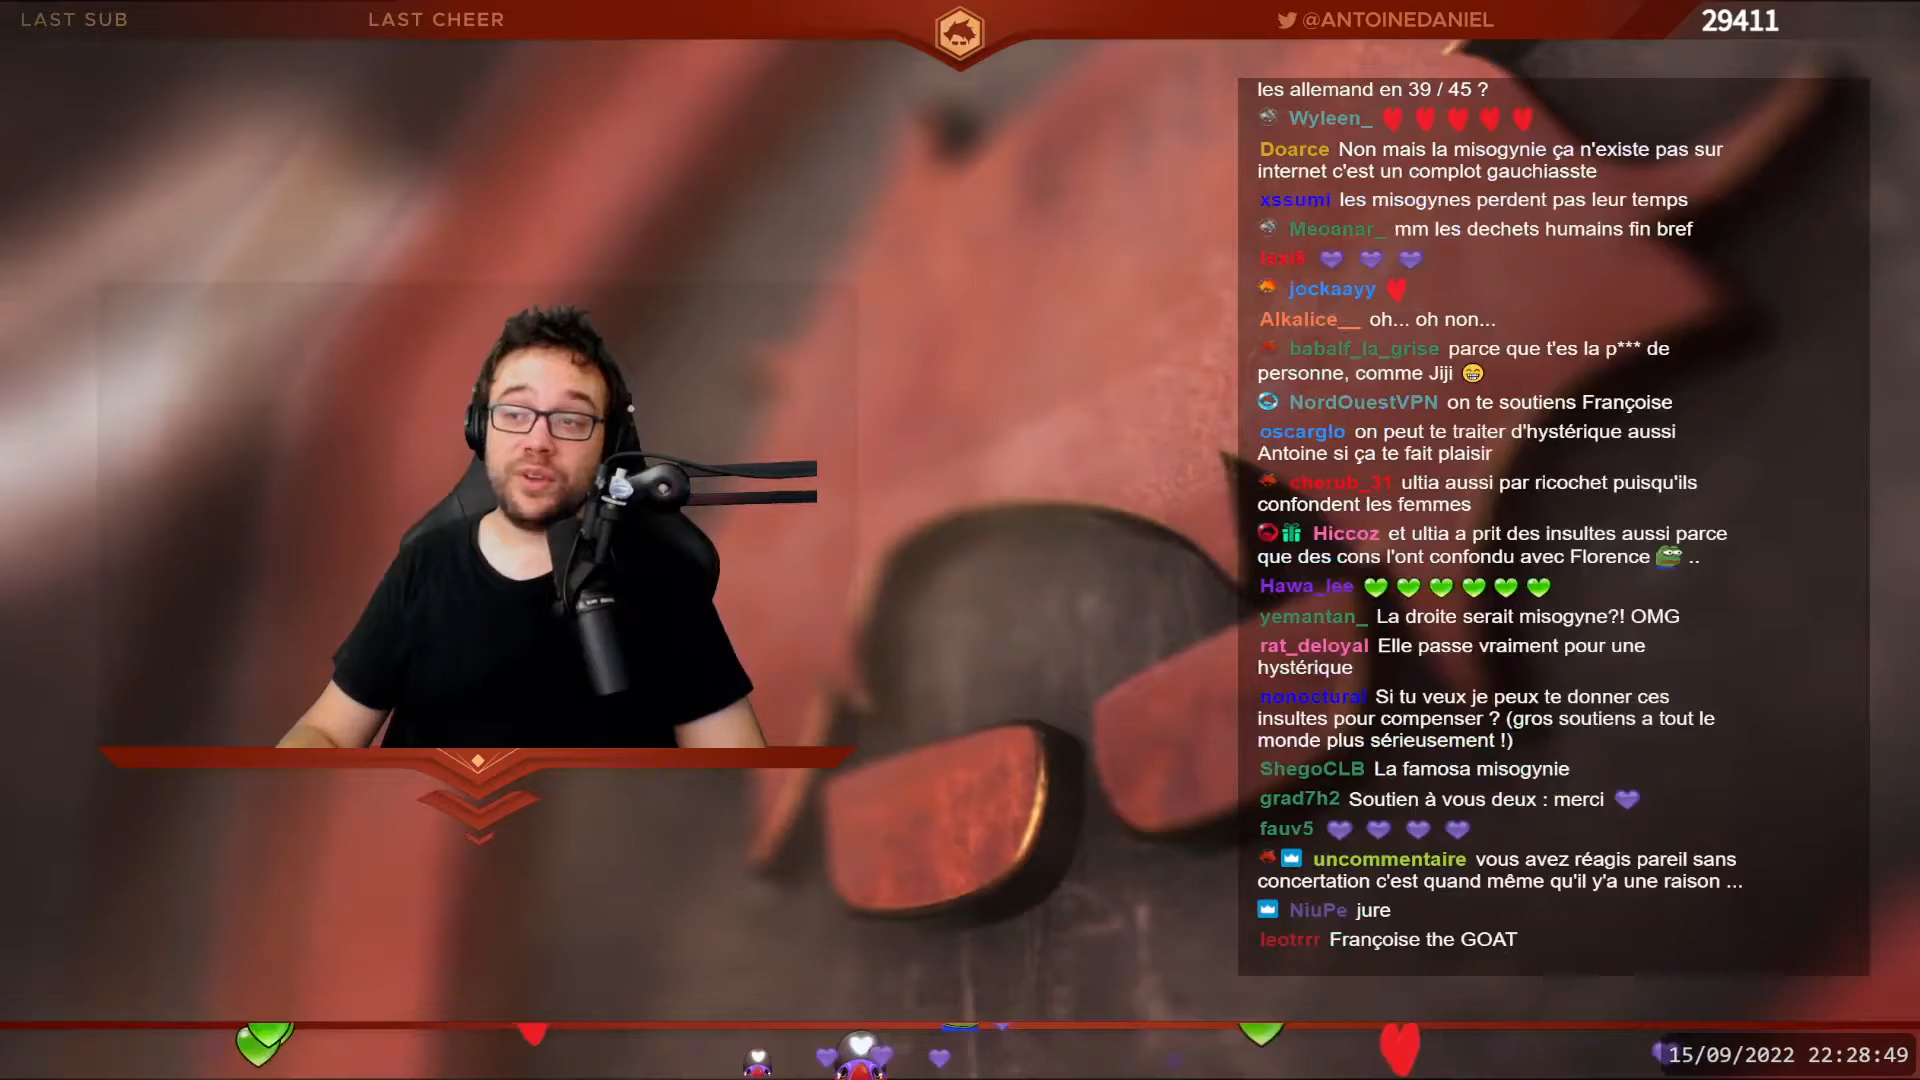 LAST SUB
LAST CHEER
@ANTOINEDANIEL
29411
les allemand en 39 / 45 ?
Wyleen_
Doarce Non mais la misogynie ça n'existe pas sur
internet c'est un complot gauchiasste
xssumi les misogynes perdent pas leur temps
Meoanar_ mm les dechets humains fin bref
jockaayy
Alkalice__ oh... oh non...
babalf_la_grise parce que t'es la p*** de
personne, comme Jiji
NordOuestVPN on te soutiens Françoise
oscarglo on peut te traiter d'hystérique aussi
Antoine si ça te fait plaisir
cherub_31 ultia aussi par ricochet puisqu'ils
confondent les femmes
Hiccoz et ultia a prit des insultes aussi parce
que des cons l'ont confondu avec Florence ..
Hawa_lee
yemantan_ La droite serait misogyne?! OMG
rat_deloyal Elle passe vraiment pour une
hystérique
nonoctural Si tu veux je peux te donner ces
insultes pour compenser ? (gros soutiens a tout le
monde plus sérieusement !)
ShegoCLB La famosa misogynie
grad7h2 Soutien à vous deux : merci
fauv5
uncommentaire vous avez réagis pareil sans
concertation c'est quand même qu'il y'a une raison ...
NiuPe jure
leotrrr Françoise the GOAT
15/09/2022 22:28:49